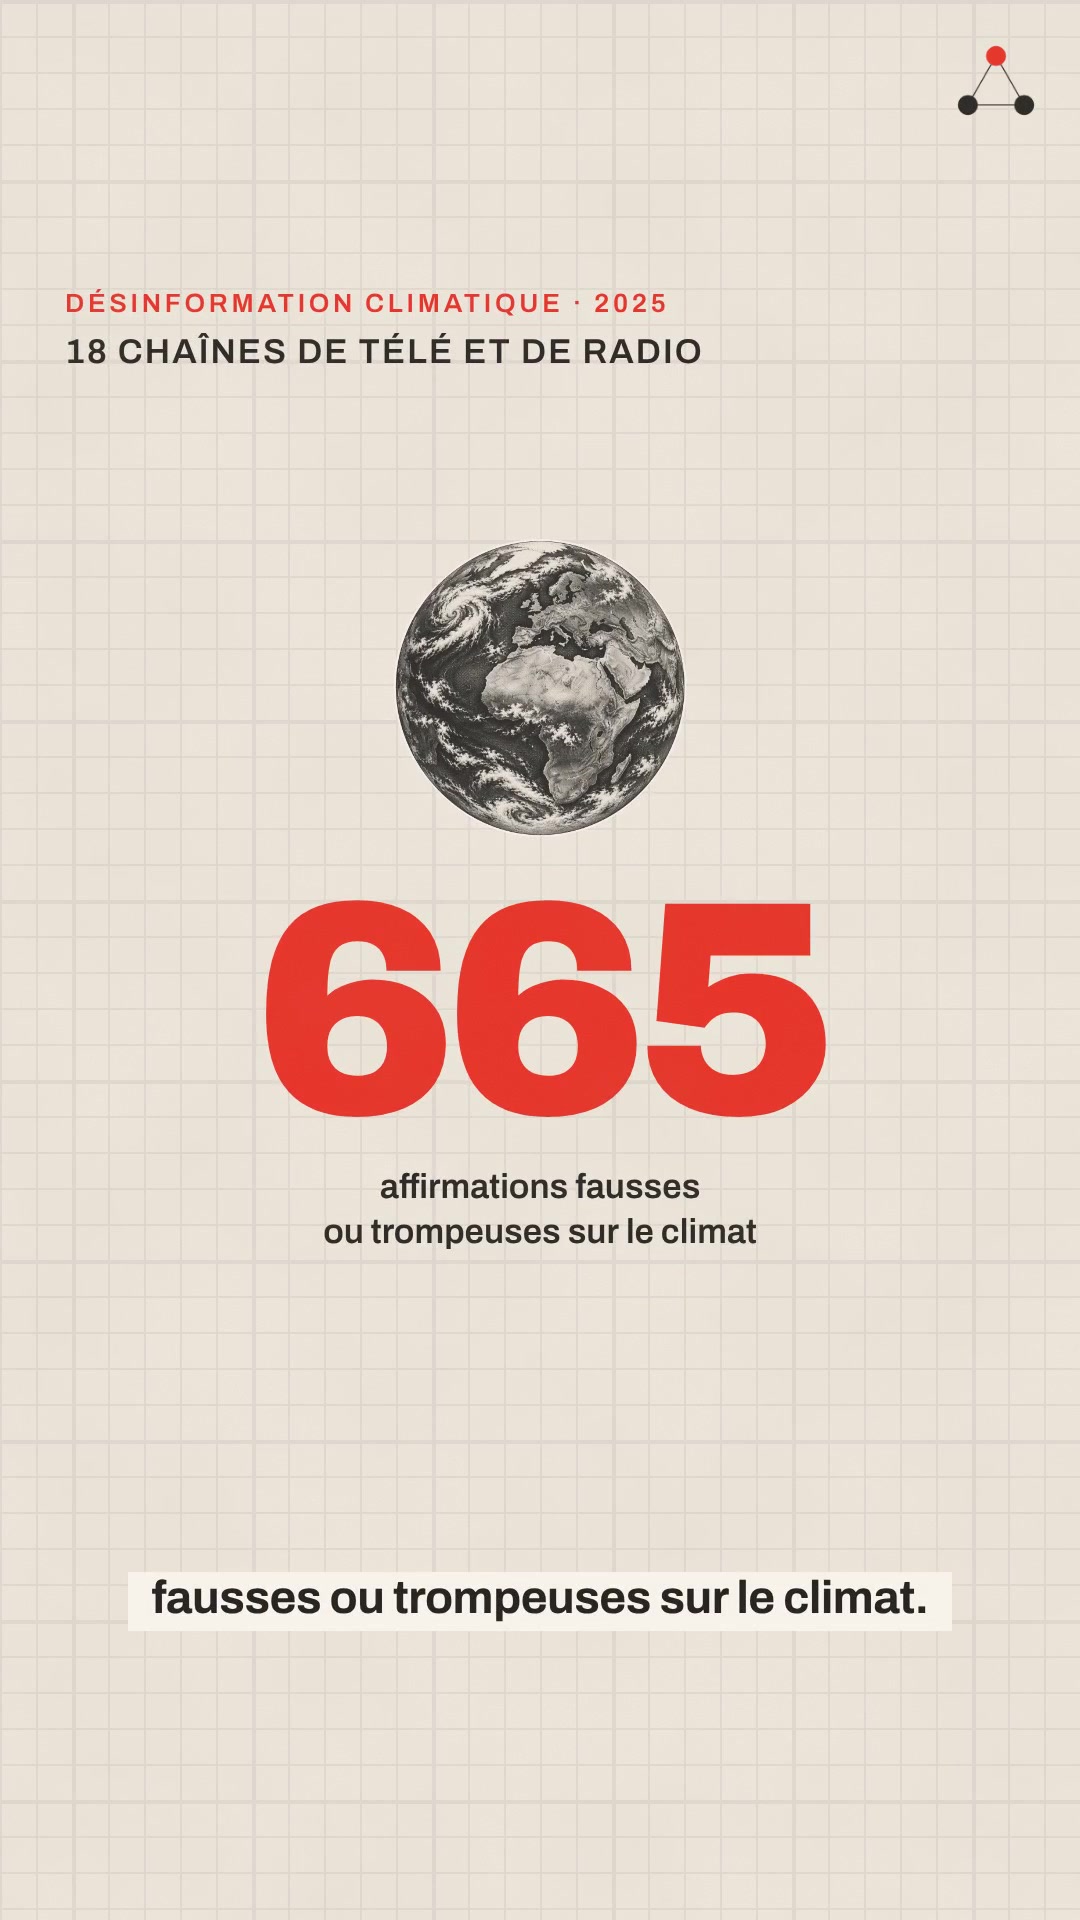 DÉSINFORMATION CLIMATIQUE · 2025
18 CHAÎNES DE TÉLÉ ET DE RADIO
665
affirmations fausses
ou trompeuses sur le climat
fausses ou trompeuses sur le climat.